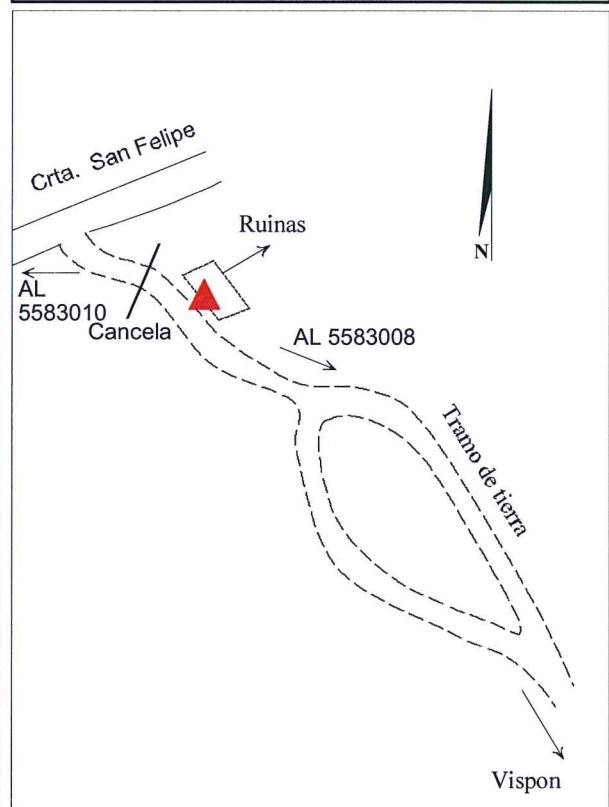 Crta. San Felipe
Ruinas
N
AL
5583010
Cancela
AL 5583008
Tramo de tierra
Vispon